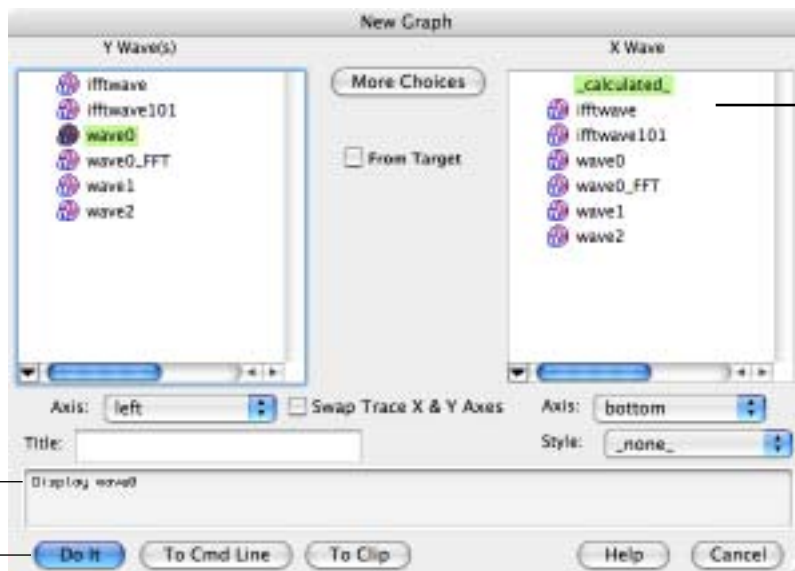 New Graph
Y Wave(s)
X Wave
ifftwave
ifftwave101
wave0
wave0_FFT
wave1
wave2
More Choices
From Target
_calculated_
ifftwave
ifftwave101
wave0
wave0_FFT
wave1
wave2
Axis: left
Swap Trace X & Y Axes
Axis: bottom
Title:
Style: _none_
Display wave0
Do It
To Cmd Line
To Clip
Help
Cancel